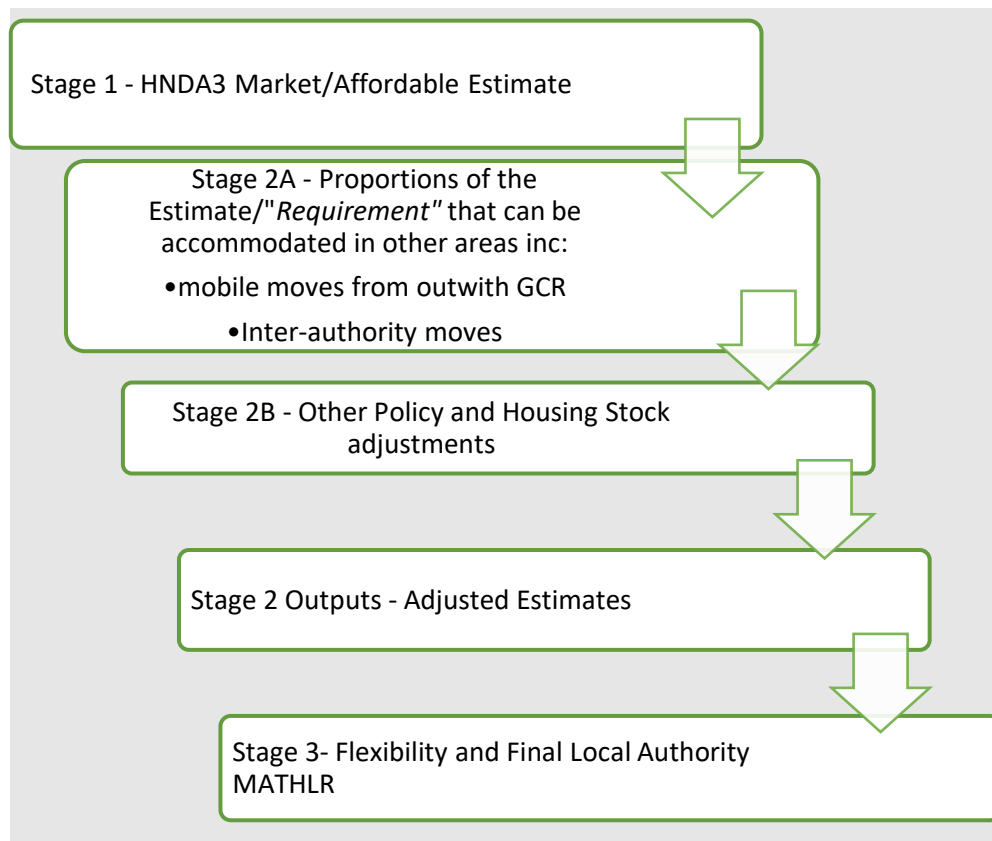 Stage 1 - HNDA3 Market/Affordable Estimate
Stage 2A - Proportions of the
Estimate/"Requirement" that can be
accommodated in other areas inc:
•mobile moves from outwith GCR
•Inter-authority moves
Stage 2B - Other Policy and Housing Stock
adjustments
Stage 2 Outputs - Adjusted Estimates
Stage 3- Flexibility and Final Local Authority
MATHLR